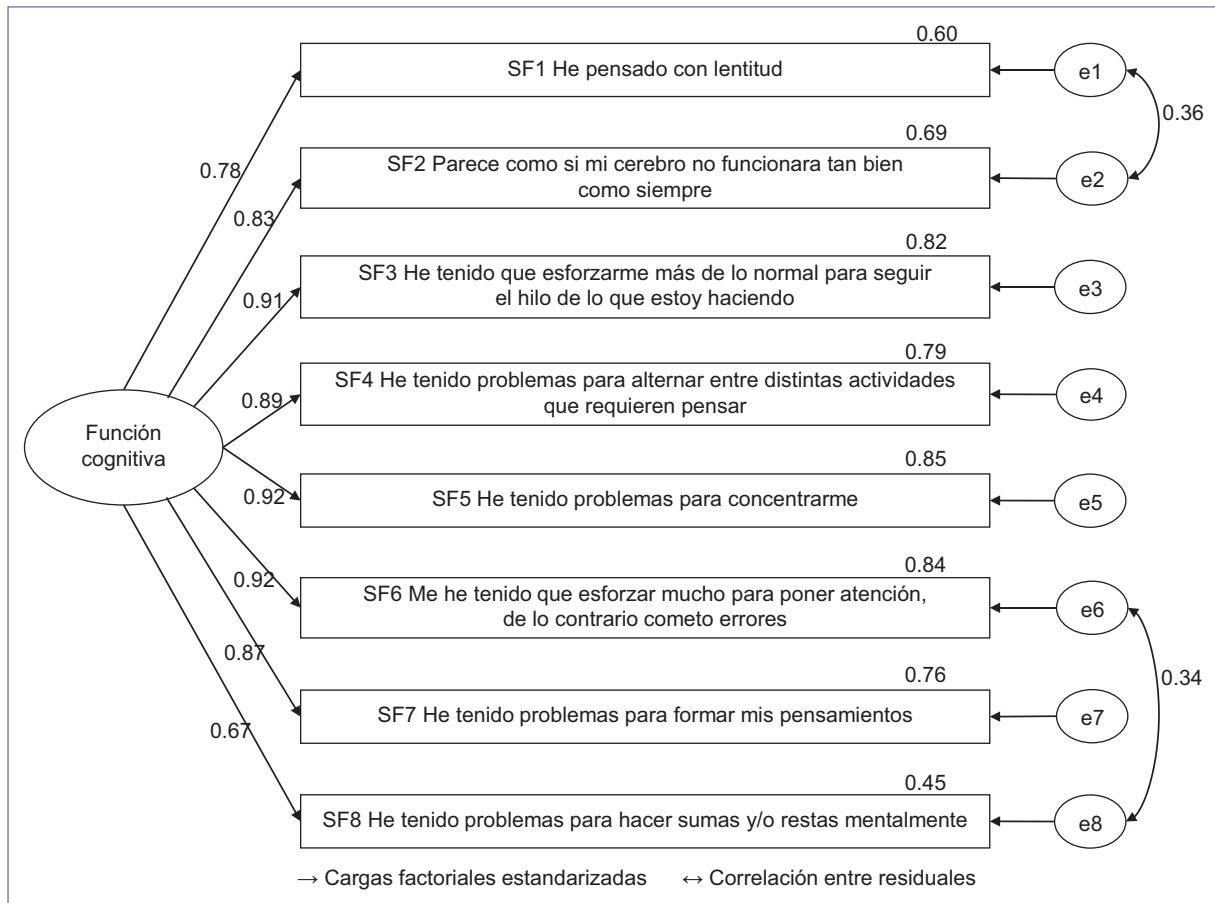 0.60
SF1 He pensado con lentitud
e1
0.36
0.78
0.69
SF2 Parece como si mi cerebro no funcionara tan bien
como siempre
e2
0.83
0.82
SF3 He tenido que esforzarme más de lo normal para seguir
el hilo de lo que estoy haciendo
e3
0.91
0.79
SF4 He tenido problemas para alternar entre distintas actividades
que requieren pensar
e4
0.89
Función
cognitiva
0.85
SF5 He tenido problemas para concentrarme
e5
0.92
0.84
SF6 Me he tenido que esforzar mucho para poner atención,
de lo contrario cometo errores
e6
0.92
0.34
0.76
SF7 He tenido problemas para formar mis pensamientos
e7
0.87
0.45
SF8 He tenido problemas para hacer sumas y/o restas mentalmente
e8
0.67
→ Cargas factoriales estandarizadas ↔ Correlación entre residuales